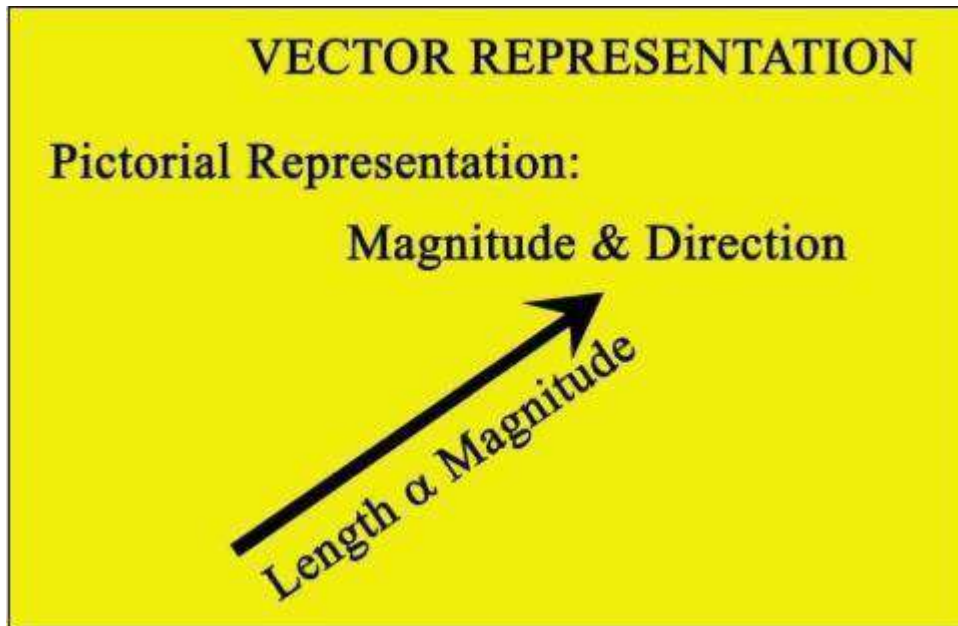 VECTOR REPRESENTATION
Pictorial Representation:
Magnitude & Direction
Length α Magnitude